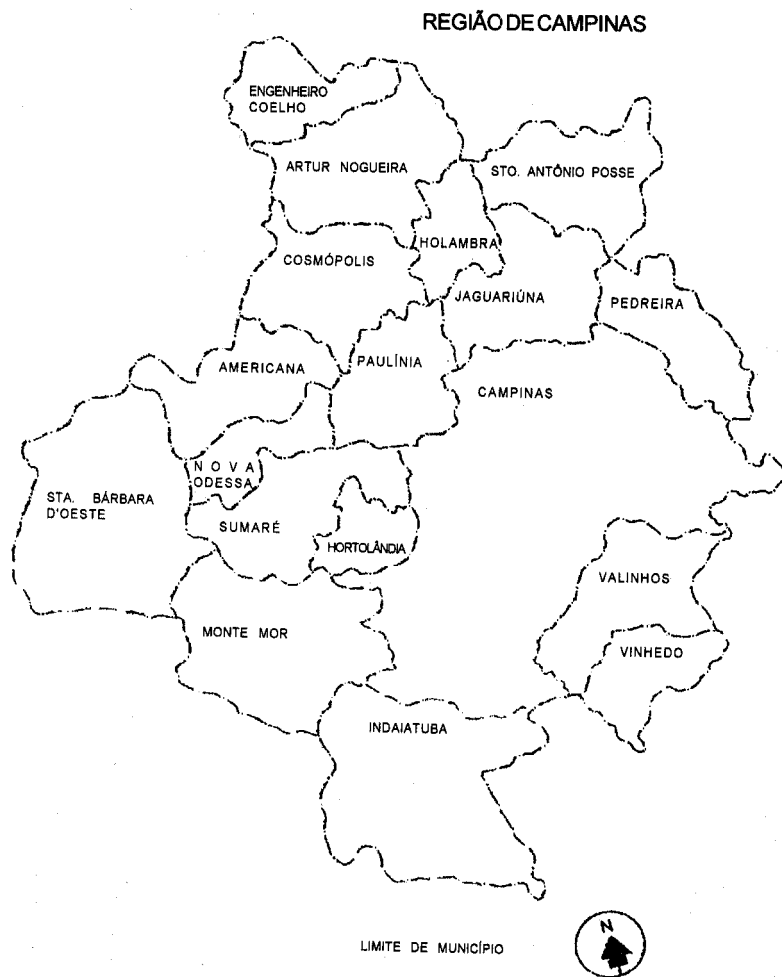 REGIÃO DE CAMPINAS
ENGENHEIRO
COELHO
ARTUR NOGUEIRA
STO. ANTÔNIO POSSE
HOLAMBRA
COSMÓPOLIS
JAGUARIÚNA
PEDREIRA
AMERICANA
PAULÍNIA
CAMPINAS
NOVA
ODESSA
STA. BÁRBARA
D'OESTE
SUMARÉ
HORTOLÂNDIA
VALINHOS
MONTE MOR
VINHEDO
INDAIATUBA
LIMITE DE MUNICÍPIO
N